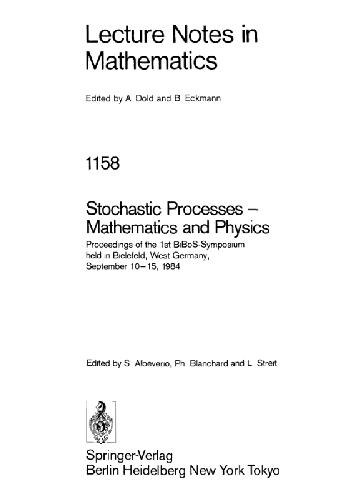 Lecture Notes in
Mathematics
Edited by A. Dold and B. Eckmann
1158
Stochastic Processes –
Mathematics and Physics
Proceedings of the 1st BiBoS-Symposium
held in Bielefeld, West Germany,
September 10–15, 1984
Edited by S. Albeverio, Ph. Blanchard and L. Streit
Springer-Verlag
Berlin Heidelberg New York Tokyo